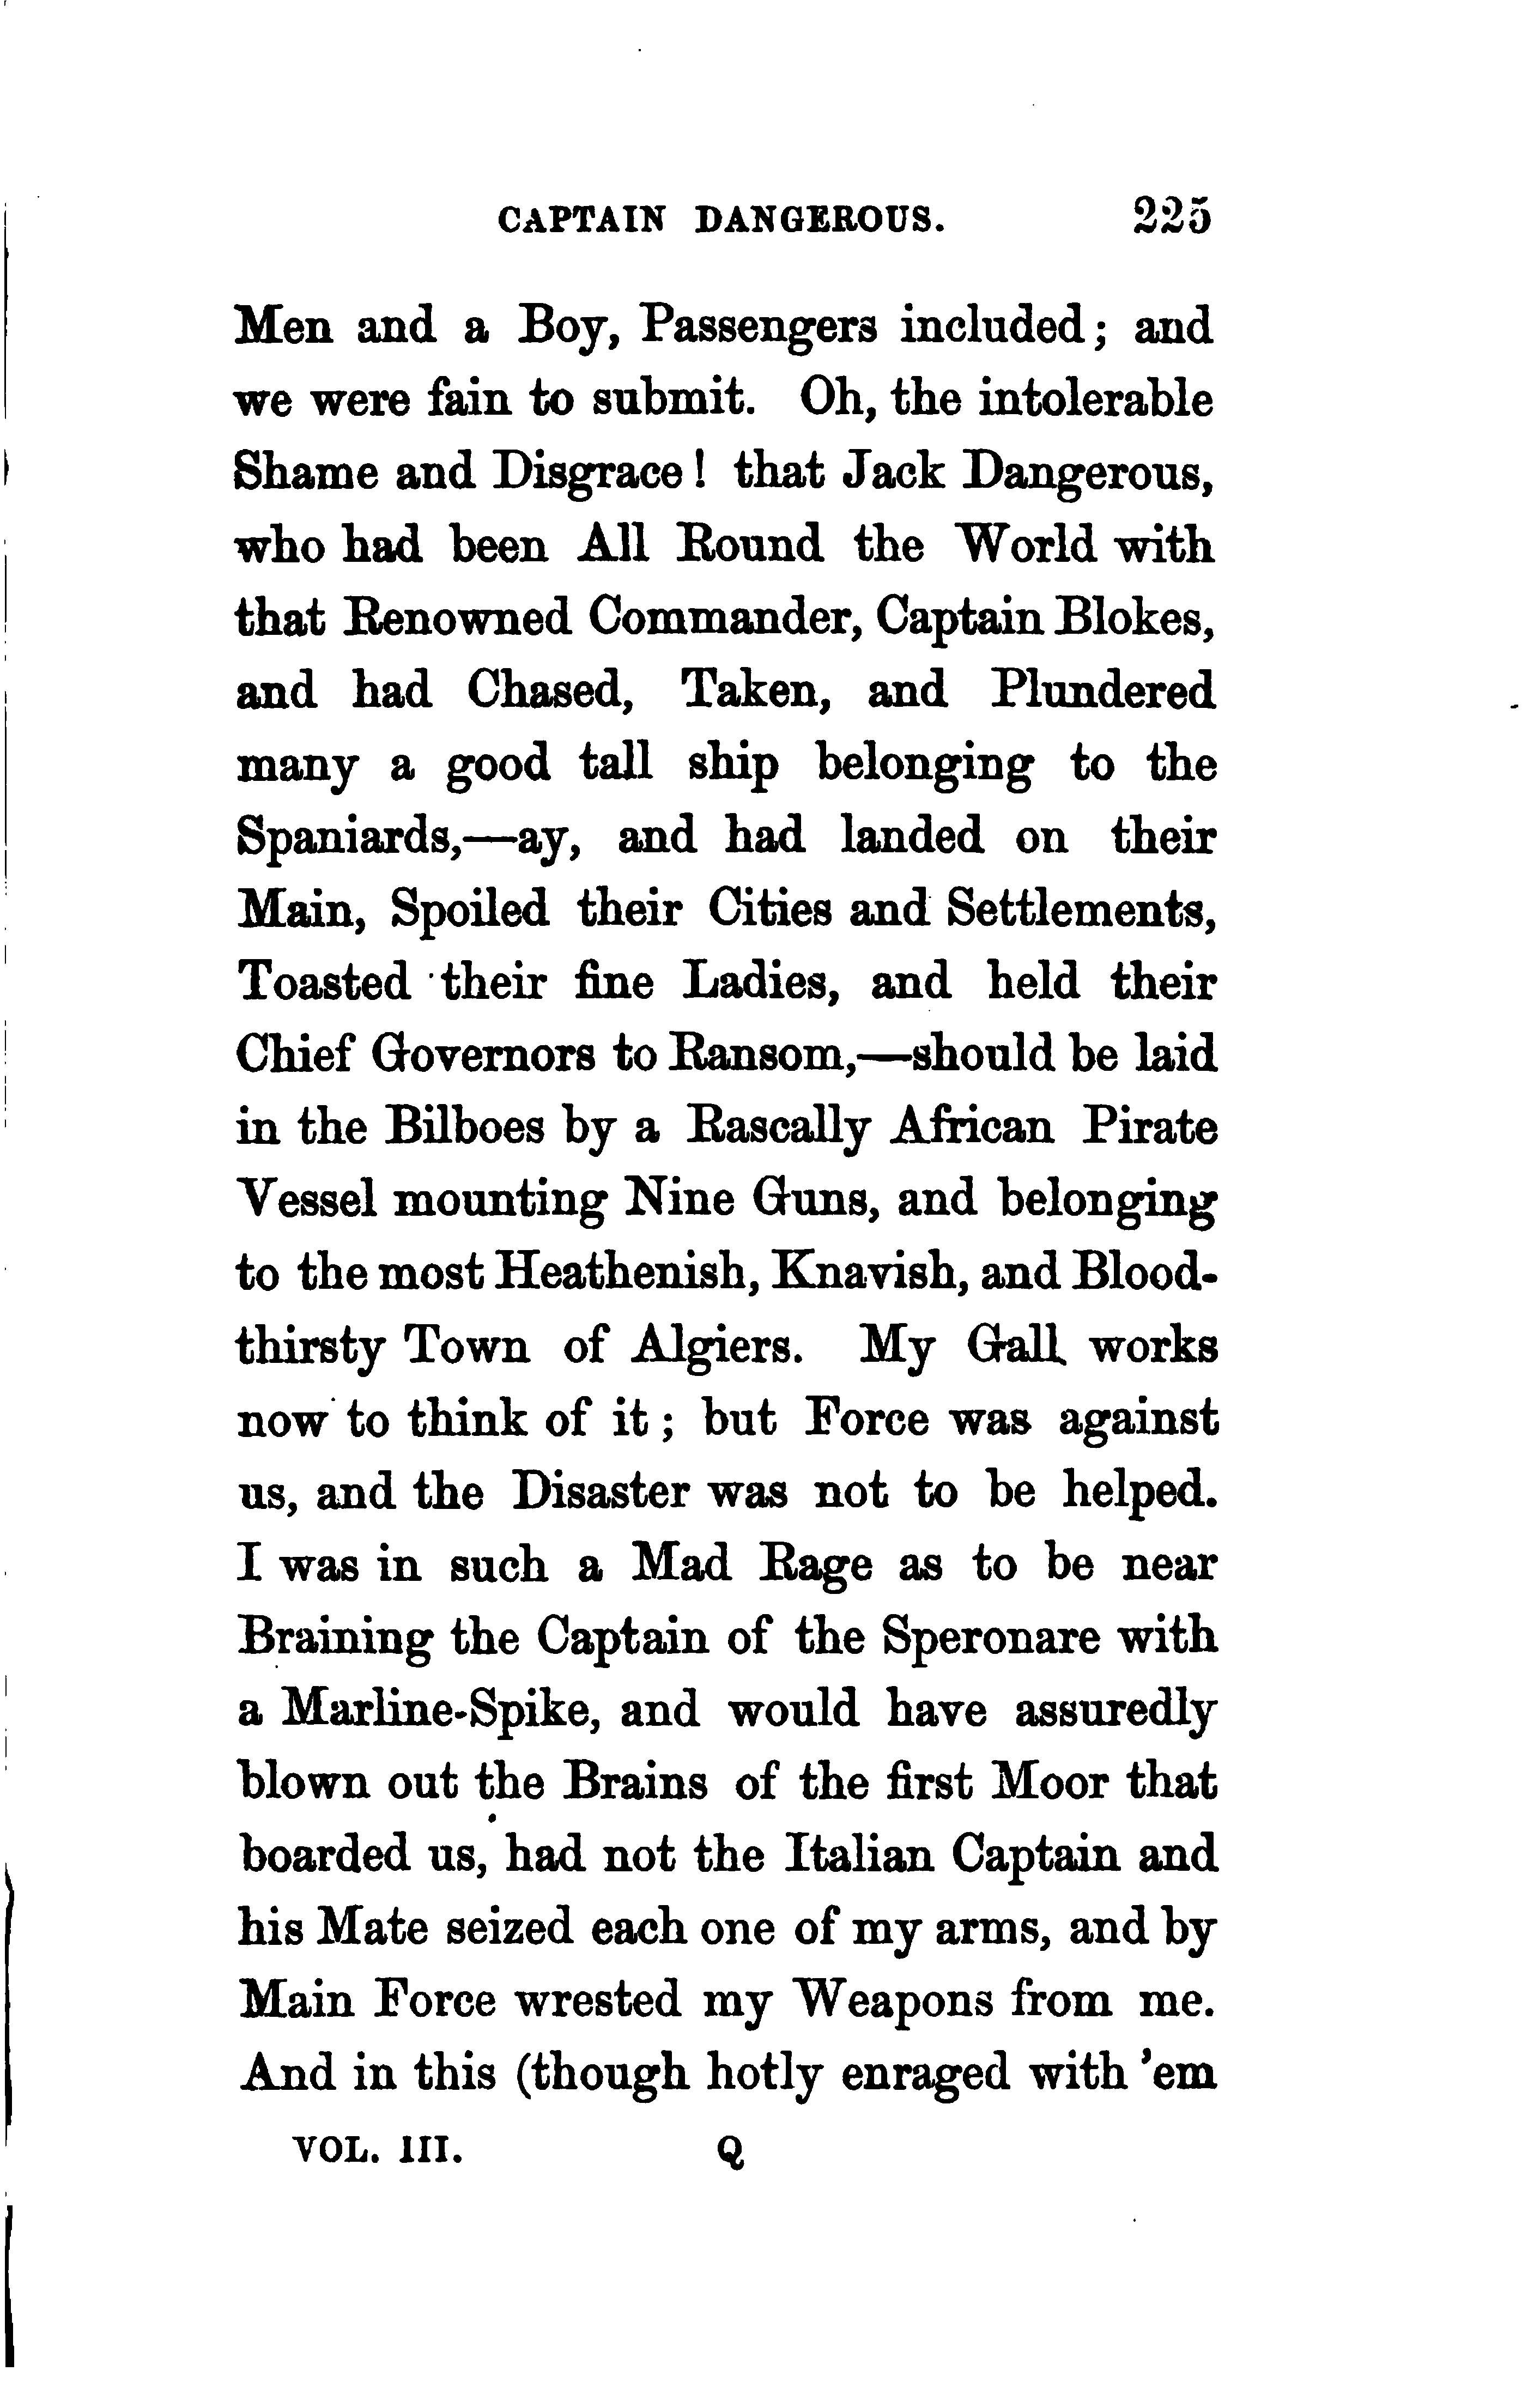 CAPTAIN DANGEROUS. 225
Men and a Boy, Passengers included; and
we were fain to submit. Oh, the intolerable
Shame and Disgrace! that Jack Dangerous,
who had been All Round the World with
that Renowned Commander, Captain Blokes,
and had Chased, Taken, and Plundered
many a good tall ship belonging to the
Spaniards,—ay, and had landed on their
Main, Spoiled their Cities and Settlements,
Toasted their fine Ladies, and held their
Chief Governors to Ransom,—should be laid
in the Bilboes by a Rascally African Pirate
Vessel mounting Nine Guns, and belonging
to the most Heathenish, Knavish, and Blood-
thirsty Town of Algiers. My Gall works
now to think of it; but Force was against
us, and the Disaster was not to be helped.
I was in such a Mad Rage as to be near
Braining the Captain of the Speronare with
a Marline-Spike, and would have assuredly
blown out the Brains of the first Moor that
boarded us, had not the Italian Captain and
his Mate seized each one of my arms, and by
Main Force wrested my Weapons from me.
And in this (though hotly enraged with 'em
VOL. III. Q